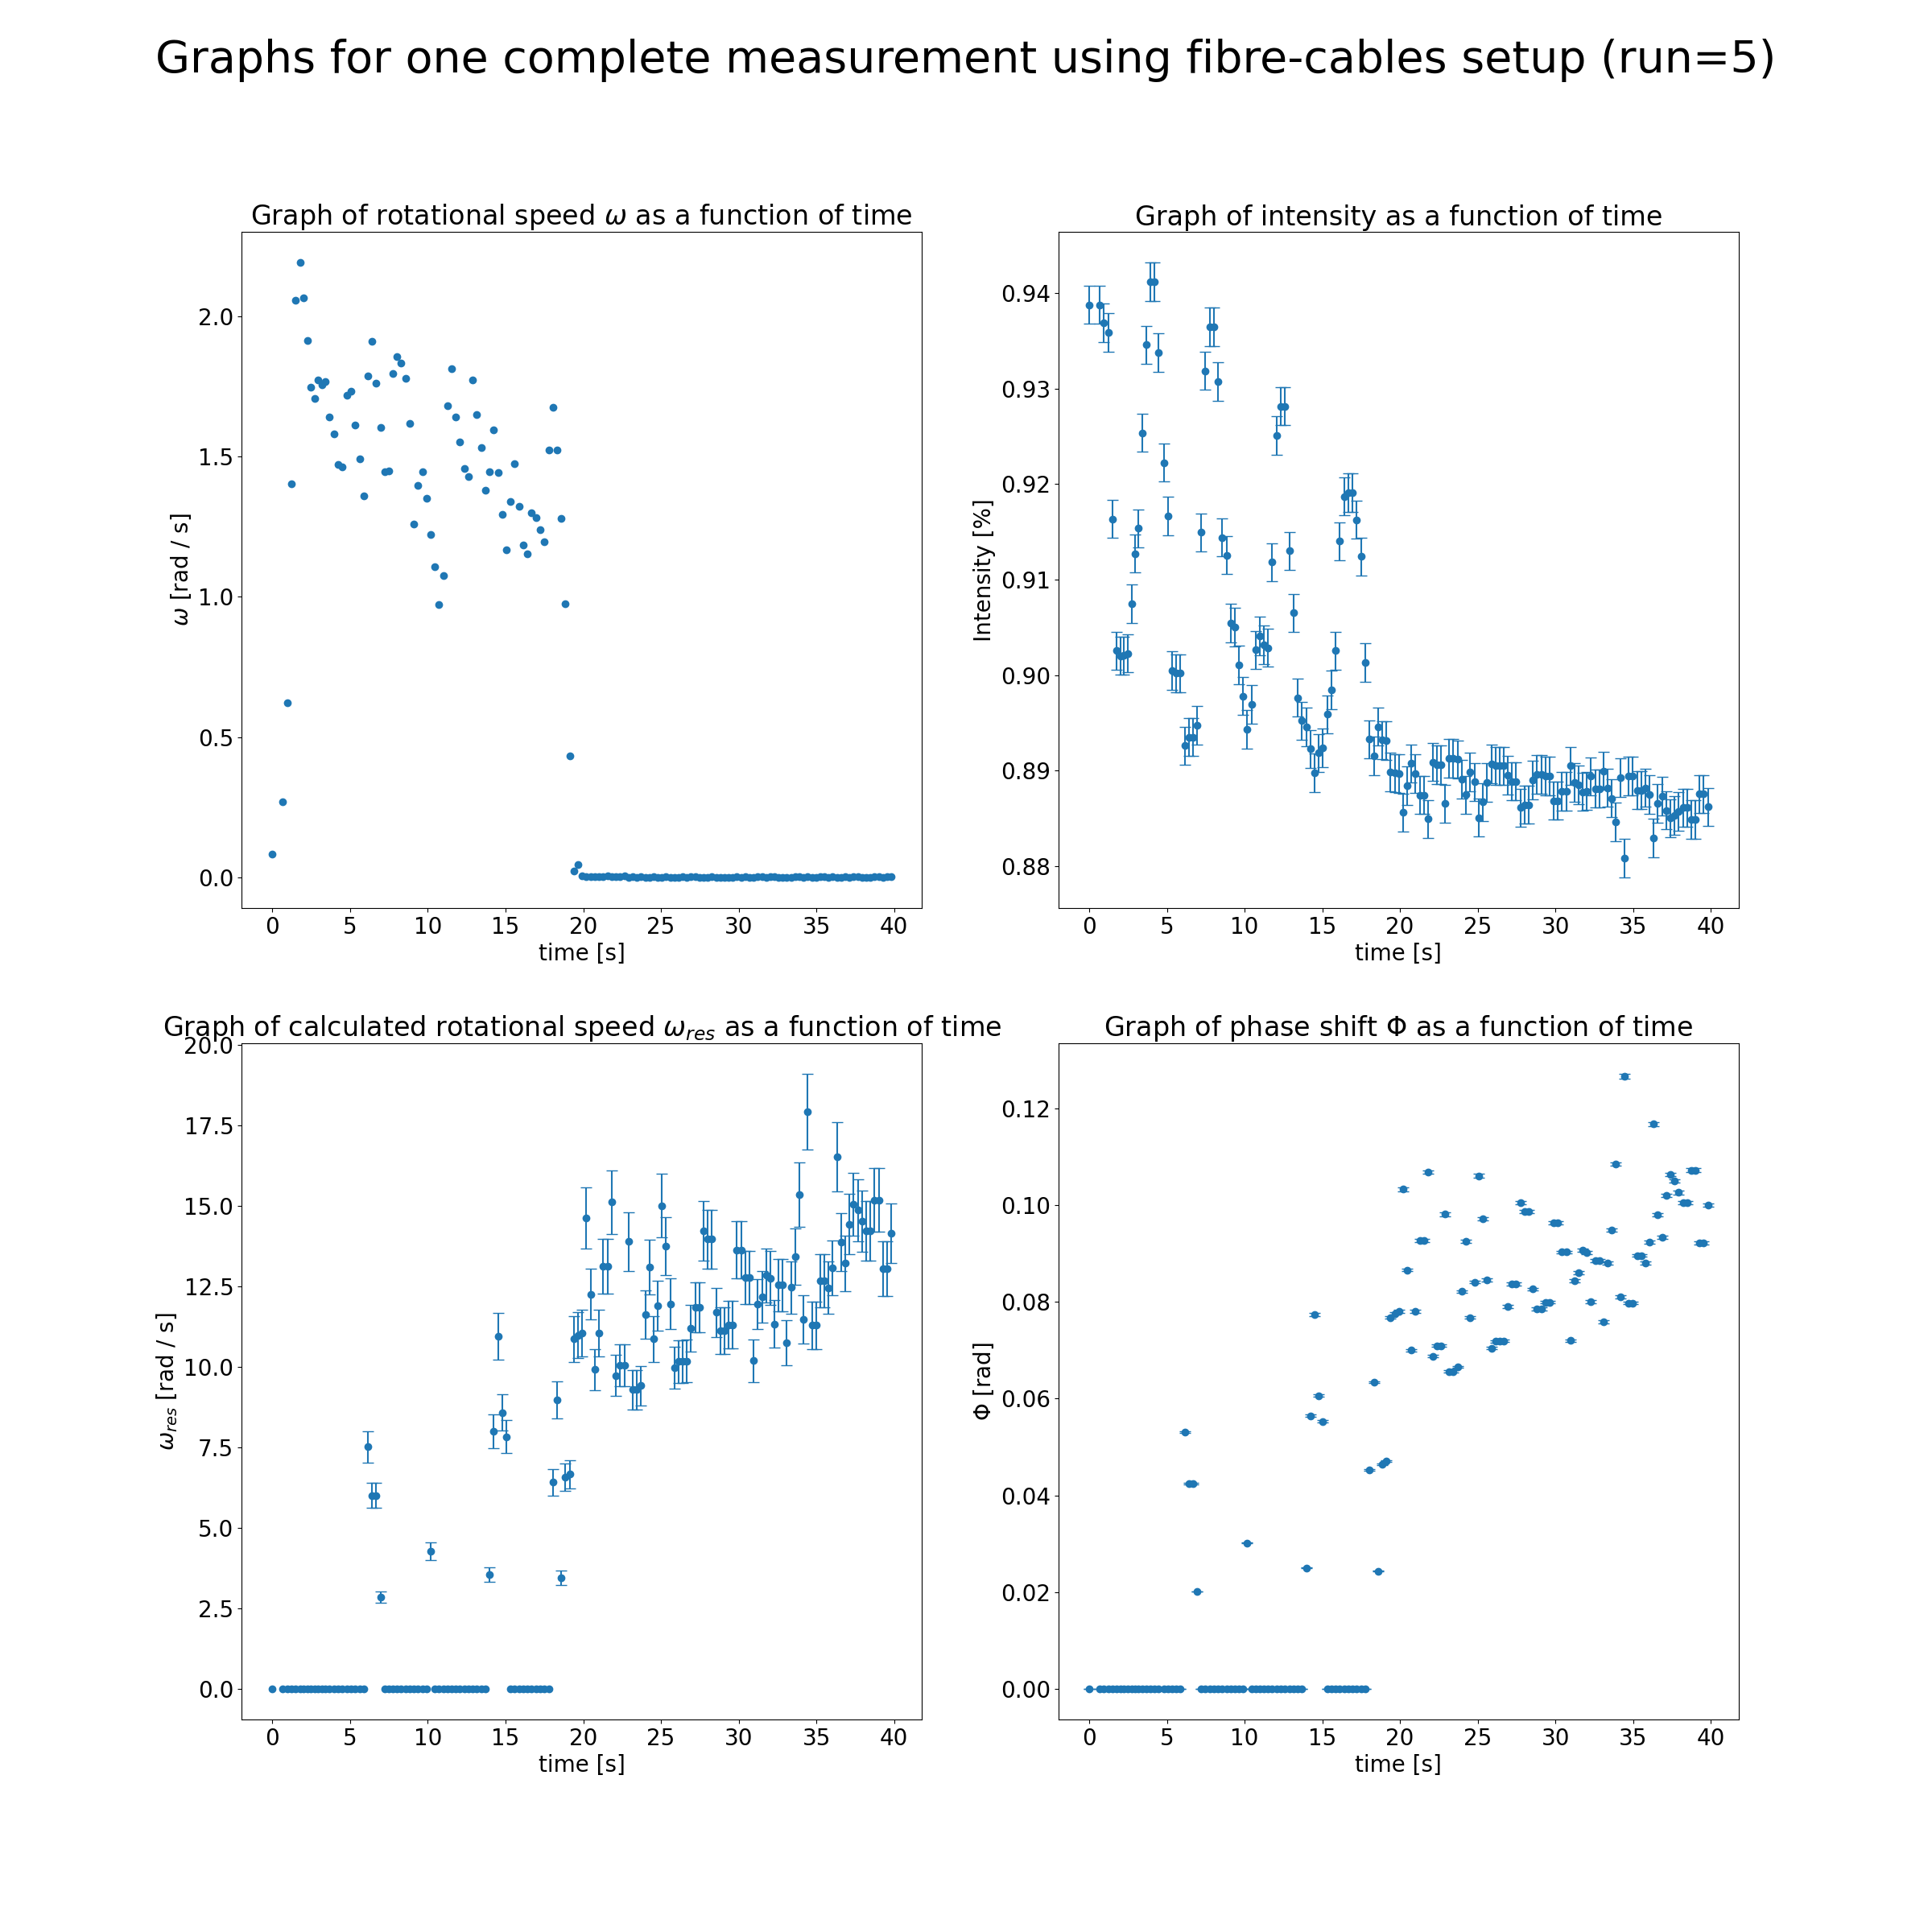 Graphs for one complete measurement using fibre-cables setup (run=5)
Graph of rotational speed ω as a function of time
ω [rad / s]
2.0
1.5
1.0
0.5
0.0
0 5 10 15 20 25 30 35 40
time [s]
Graph of intensity as a function of time
Intensity [%]
0.94
0.93
0.92
0.91
0.90
0.89
0.88
0 5 10 15 20 25 30 35 40
time [s]
Graph of calculated rotational speed ω_res as a function of time
ω_res [rad / s]
20.0
17.5
15.0
12.5
10.0
7.5
5.0
2.5
0.0
0 5 10 15 20 25 30 35 40
time [s]
Graph of phase shift Φ as a function of time
Φ [rad]
0.12
0.10
0.08
0.06
0.04
0.02
0.00
0 5 10 15 20 25 30 35 40
time [s]